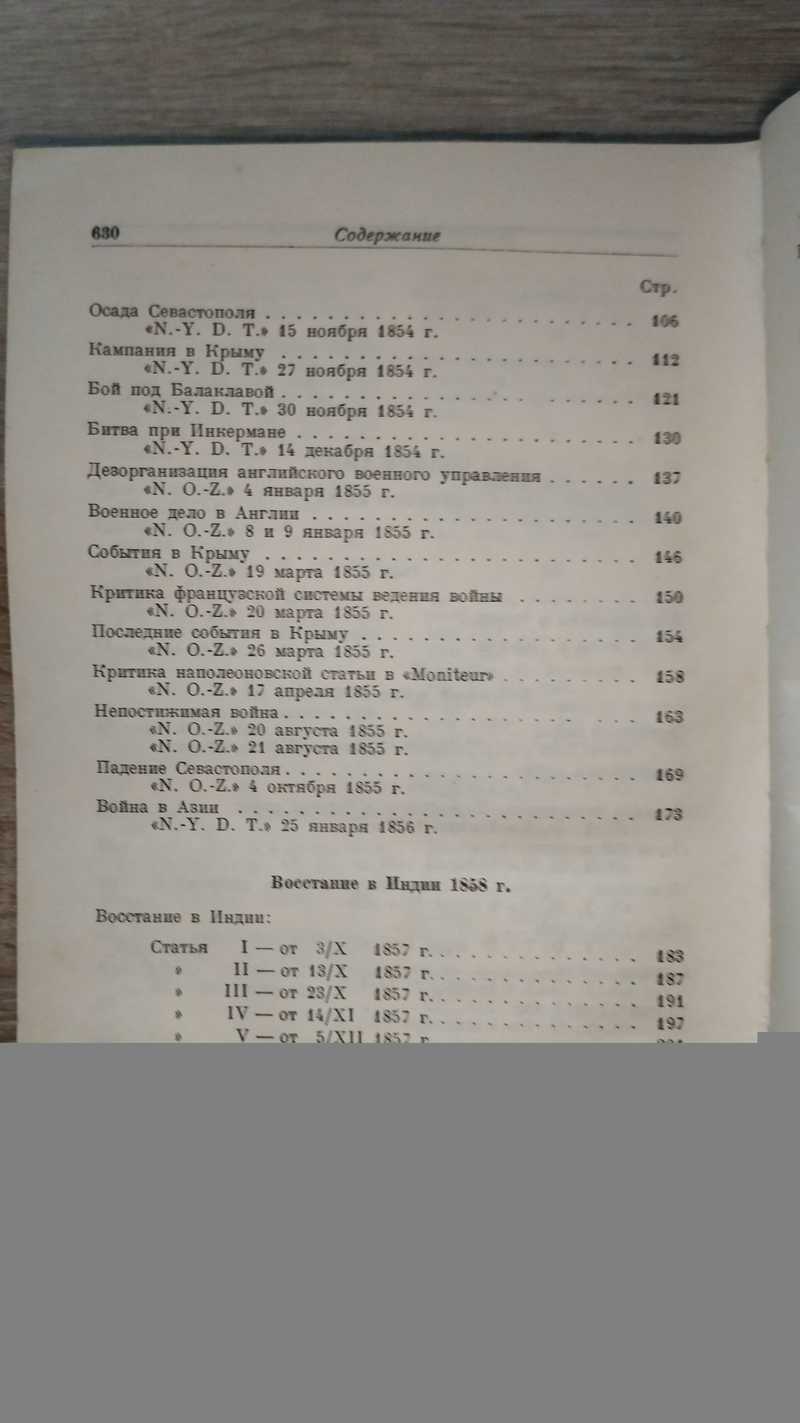 630 Содержание
Стр.
Осада Севастополя . . . . . . . . . . . . . . . . . . . . . . . . . . . . . 106
«N.-Y. D. T.» 15 ноября 1854 г.
Кампания в Крыму . . . . . . . . . . . . . . . . . . . . . . . . . . . . 112
«N.-Y. D. T.» 27 ноября 1854 г.
Бой под Балаклавой . . . . . . . . . . . . . . . . . . . . . . . . . . . 121
«N.-Y. D. T.» 30 ноября 1854 г.
Битва при Инкермане . . . . . . . . . . . . . . . . . . . . . . . . . . . 130
«N.-Y. D. T.» 14 декабря 1854 г.
Дезорганизация английского военного управления . . . . . . . 137
«N. O.-Z.» 4 января 1855 г.
Военное дело в Англии . . . . . . . . . . . . . . . . . . . . . . . . . . 140
«N. O.-Z.» 8 и 9 января 1855 г.
События в Крыму . . . . . . . . . . . . . . . . . . . . . . . . . . . . . 146
«N. O.-Z.» 19 марта 1855 г.
Критика французской системы ведения войны . . . . . . . . 150
«N. O.-Z.» 20 марта 1855 г.
Последние события в Крыму . . . . . . . . . . . . . . . . . . . . . . 154
«N. O.-Z.» 26 марта 1855 г.
Критика наполеоновской статьи в «Moniteur» . . . . . . . . . . 158
«N. O.-Z.» 17 апреля 1855 г.
Непостижимая война . . . . . . . . . . . . . . . . . . . . . . . . . . . 163
«N. O.-Z.» 20 августа 1855 г.
«N. O.-Z.» 21 августа 1855 г.
Падение Севастополя . . . . . . . . . . . . . . . . . . . . . . . . . . . 169
«N. O.-Z.» 4 октября 1855 г.
Война в Азии . . . . . . . . . . . . . . . . . . . . . . . . . . . . . . . 173
«N.-Y. D. T.» 25 января 1856 г.
Восстание в Индии 1858 г.
Восстание в Индии:
Статья I — от 3/X 1857 г. . . . . . . . . . . . . . . . . 183
» II — от 13/X 1857 г. . . . . . . . . . . . . . . . . 187
» III — от 23/X 1857 г. . . . . . . . . . . . . . . . . 191
» IV — от 14/XI 1857 г. . . . . . . . . . . . . . . . . 197
» V — от 5/XII 1857 г.